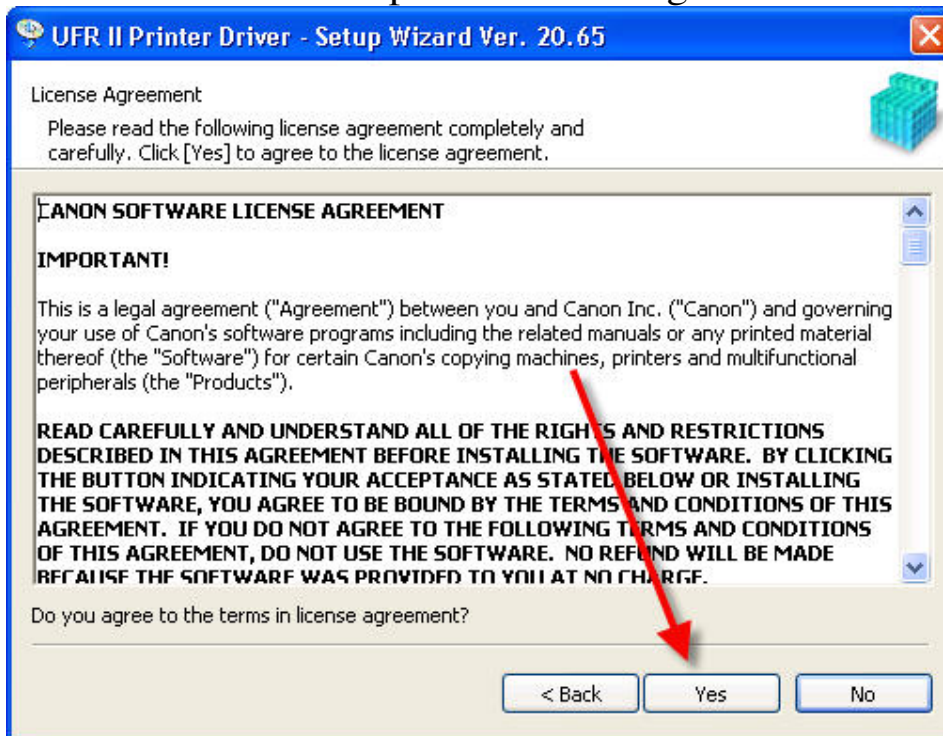 UFR II Printer Driver - Setup Wizard Ver. 20.65
License Agreement
Please read the following license agreement completely and
carefully. Click [Yes] to agree to the license agreement.
CANON SOFTWARE LICENSE AGREEMENT
IMPORTANT!
This is a legal agreement ("Agreement") between you and Canon Inc. ("Canon") and governing
your use of Canon's software programs including the related manuals or any printed material
thereof (the "Software") for certain Canon's copying machines, printers and multifunctional
peripherals (the "Products").
READ CAREFULLY AND UNDERSTAND ALL OF THE RIGHTS AND RESTRICTIONS
DESCRIBED IN THIS AGREEMENT BEFORE INSTALLING THE SOFTWARE. BY CLICKING
THE BUTTON INDICATING YOUR ACCEPTANCE AS STATED BELOW OR INSTALLING
THE SOFTWARE, YOU AGREE TO BE BOUND BY THE TERMS AND CONDITIONS OF THIS
AGREEMENT. IF YOU DO NOT AGREE TO THE FOLLOWING TERMS AND CONDITIONS
OF THIS AGREEMENT, DO NOT USE THE SOFTWARE. NO REFUND WILL BE MADE
BECAUSE THE SOFTWARE WAS PROVIDED TO YOU AT NO CHARGE.
Do you agree to the terms in license agreement?
< Back
Yes
No